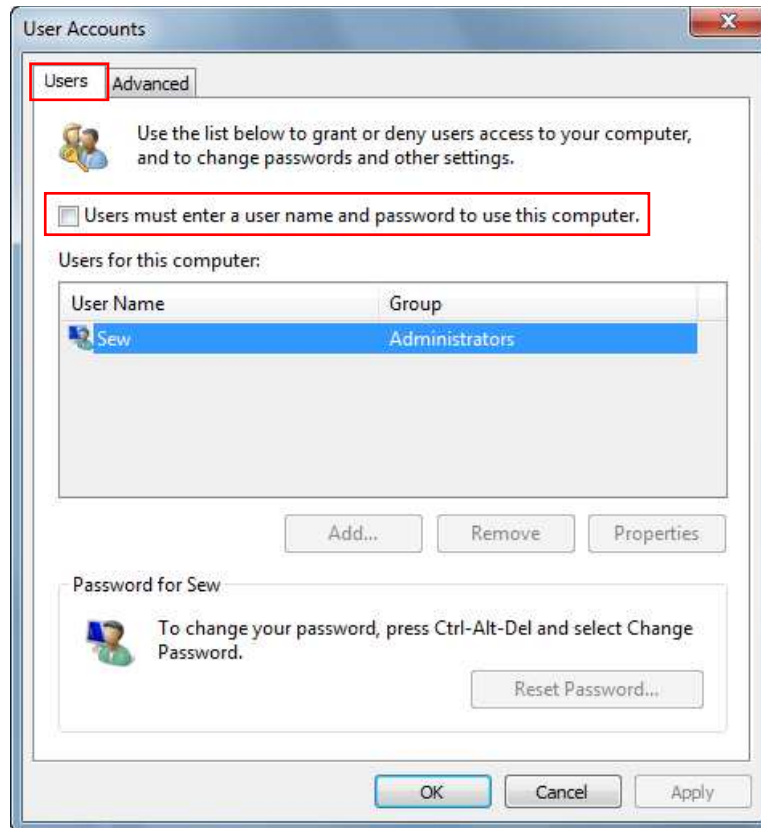 User Accounts
Users Advanced
Use the list below to grant or deny users access to your computer,
and to change passwords and other settings.
Users must enter a user name and password to use this computer.
Users for this computer:
User Name Group
Sew Administrators
Add... Remove Properties
Password for Sew
To change your password, press Ctrl-Alt-Del and select Change
Password.
Reset Password...
OK Cancel Apply